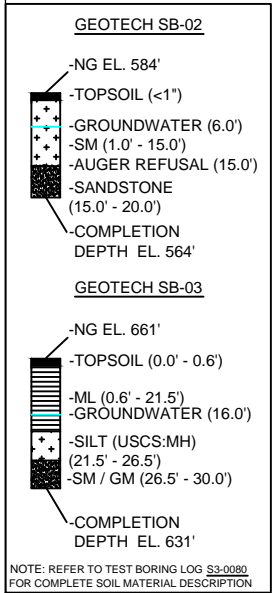 GEOTECH SB-02
-NG EL. 584'
-TOPSOIL (<1")
-GROUNDWATER (6.0')
-SM (1.0' - 15.0')
-AUGER REFUSAL (15.0')
-SANDSTONE
(15.0' - 20.0')
-COMPLETION
DEPTH EL. 564'
GEOTECH SB-03
-NG EL. 661'
-TOPSOIL (0.0' - 0.6')
-ML (0.6' - 21.5')
-GROUNDWATER (16.0')
-SILT (USCS:MH)
(21.5' - 26.5')
-SM / GM (26.5' - 30.0')
-COMPLETION
DEPTH EL. 631'
NOTE: REFER TO TEST BORING LOG S3-0080
FOR COMPLETE SOIL MATERIAL DESCRIPTION